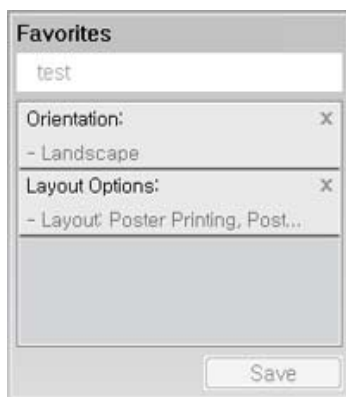 Favorites
test
Orientation: x
- Landscape
Layout Options: x
- Layout: Poster Printing, Post...
Save